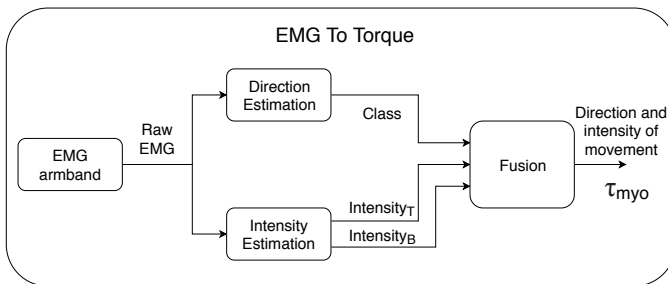 EMG To Torque
Direction
Estimation
Class
Raw
EMG
EMG
armband
Intensity
Estimation
Intensity_T
Intensity_B
Fusion
Direction and
intensity of
movement
τ_myo